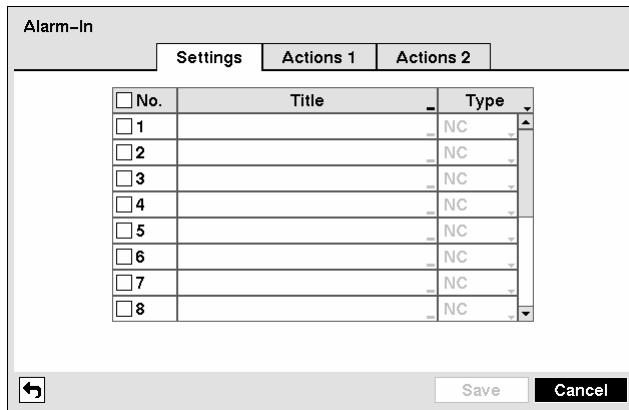 Alarm-In
Settings Actions 1 Actions 2
No. Title Type
1 NC
2 NC
3 NC
4 NC
5 NC
6 NC
7 NC
8 NC
Save Cancel